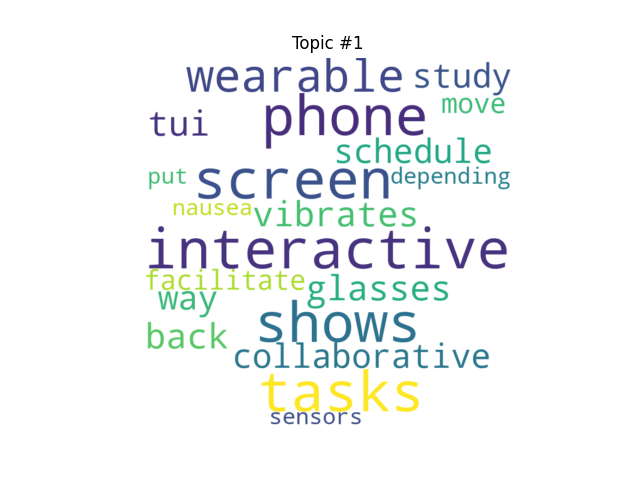 Topic #1
wearable study
phone move
tui
schedule
put screen depending
nausea vibrates
interactive
facilitate glasses
way
shows
back
collaborative
tasks
sensors